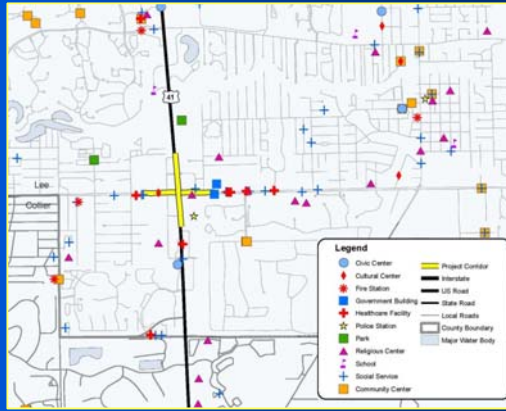 41
Lee
Collier
Legend
Civic Center
Cultural Center
Fire Station
Government Building
Healthcare Facility
Police Station
Park
Religious Center
School
Social Service
Community Center
Project Corridor
Interstate
US Road
State Road
Local Roads
County Boundary
Major Water Body